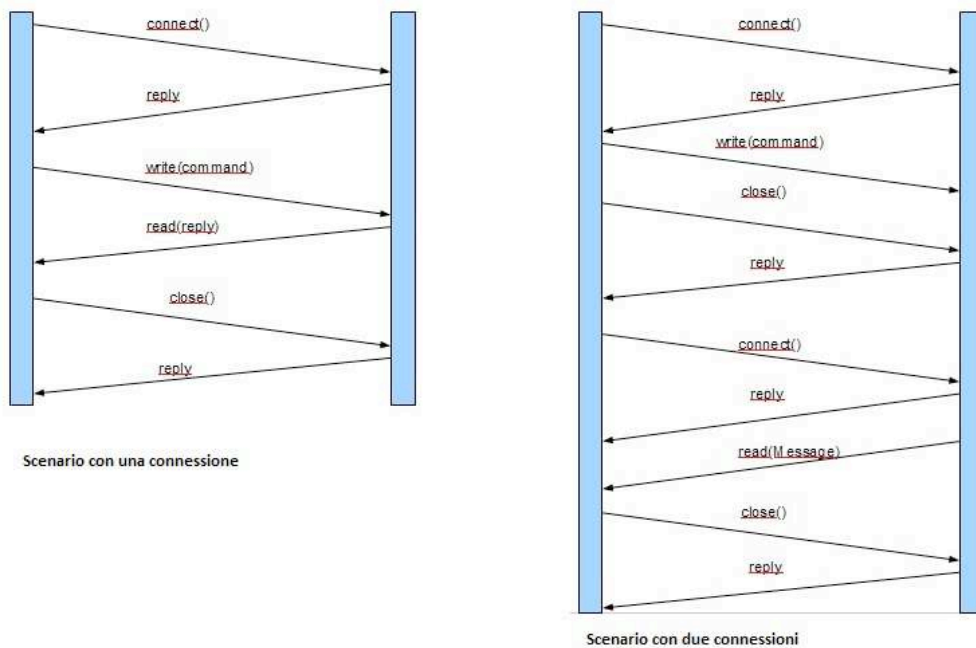 connect()
reply
write(command)
read(reply)
close()
reply
Scenario con una connessione
connect()
reply
write(command)
close()
reply
connect()
reply
read(Message)
close()
reply
Scenario con due connessioni